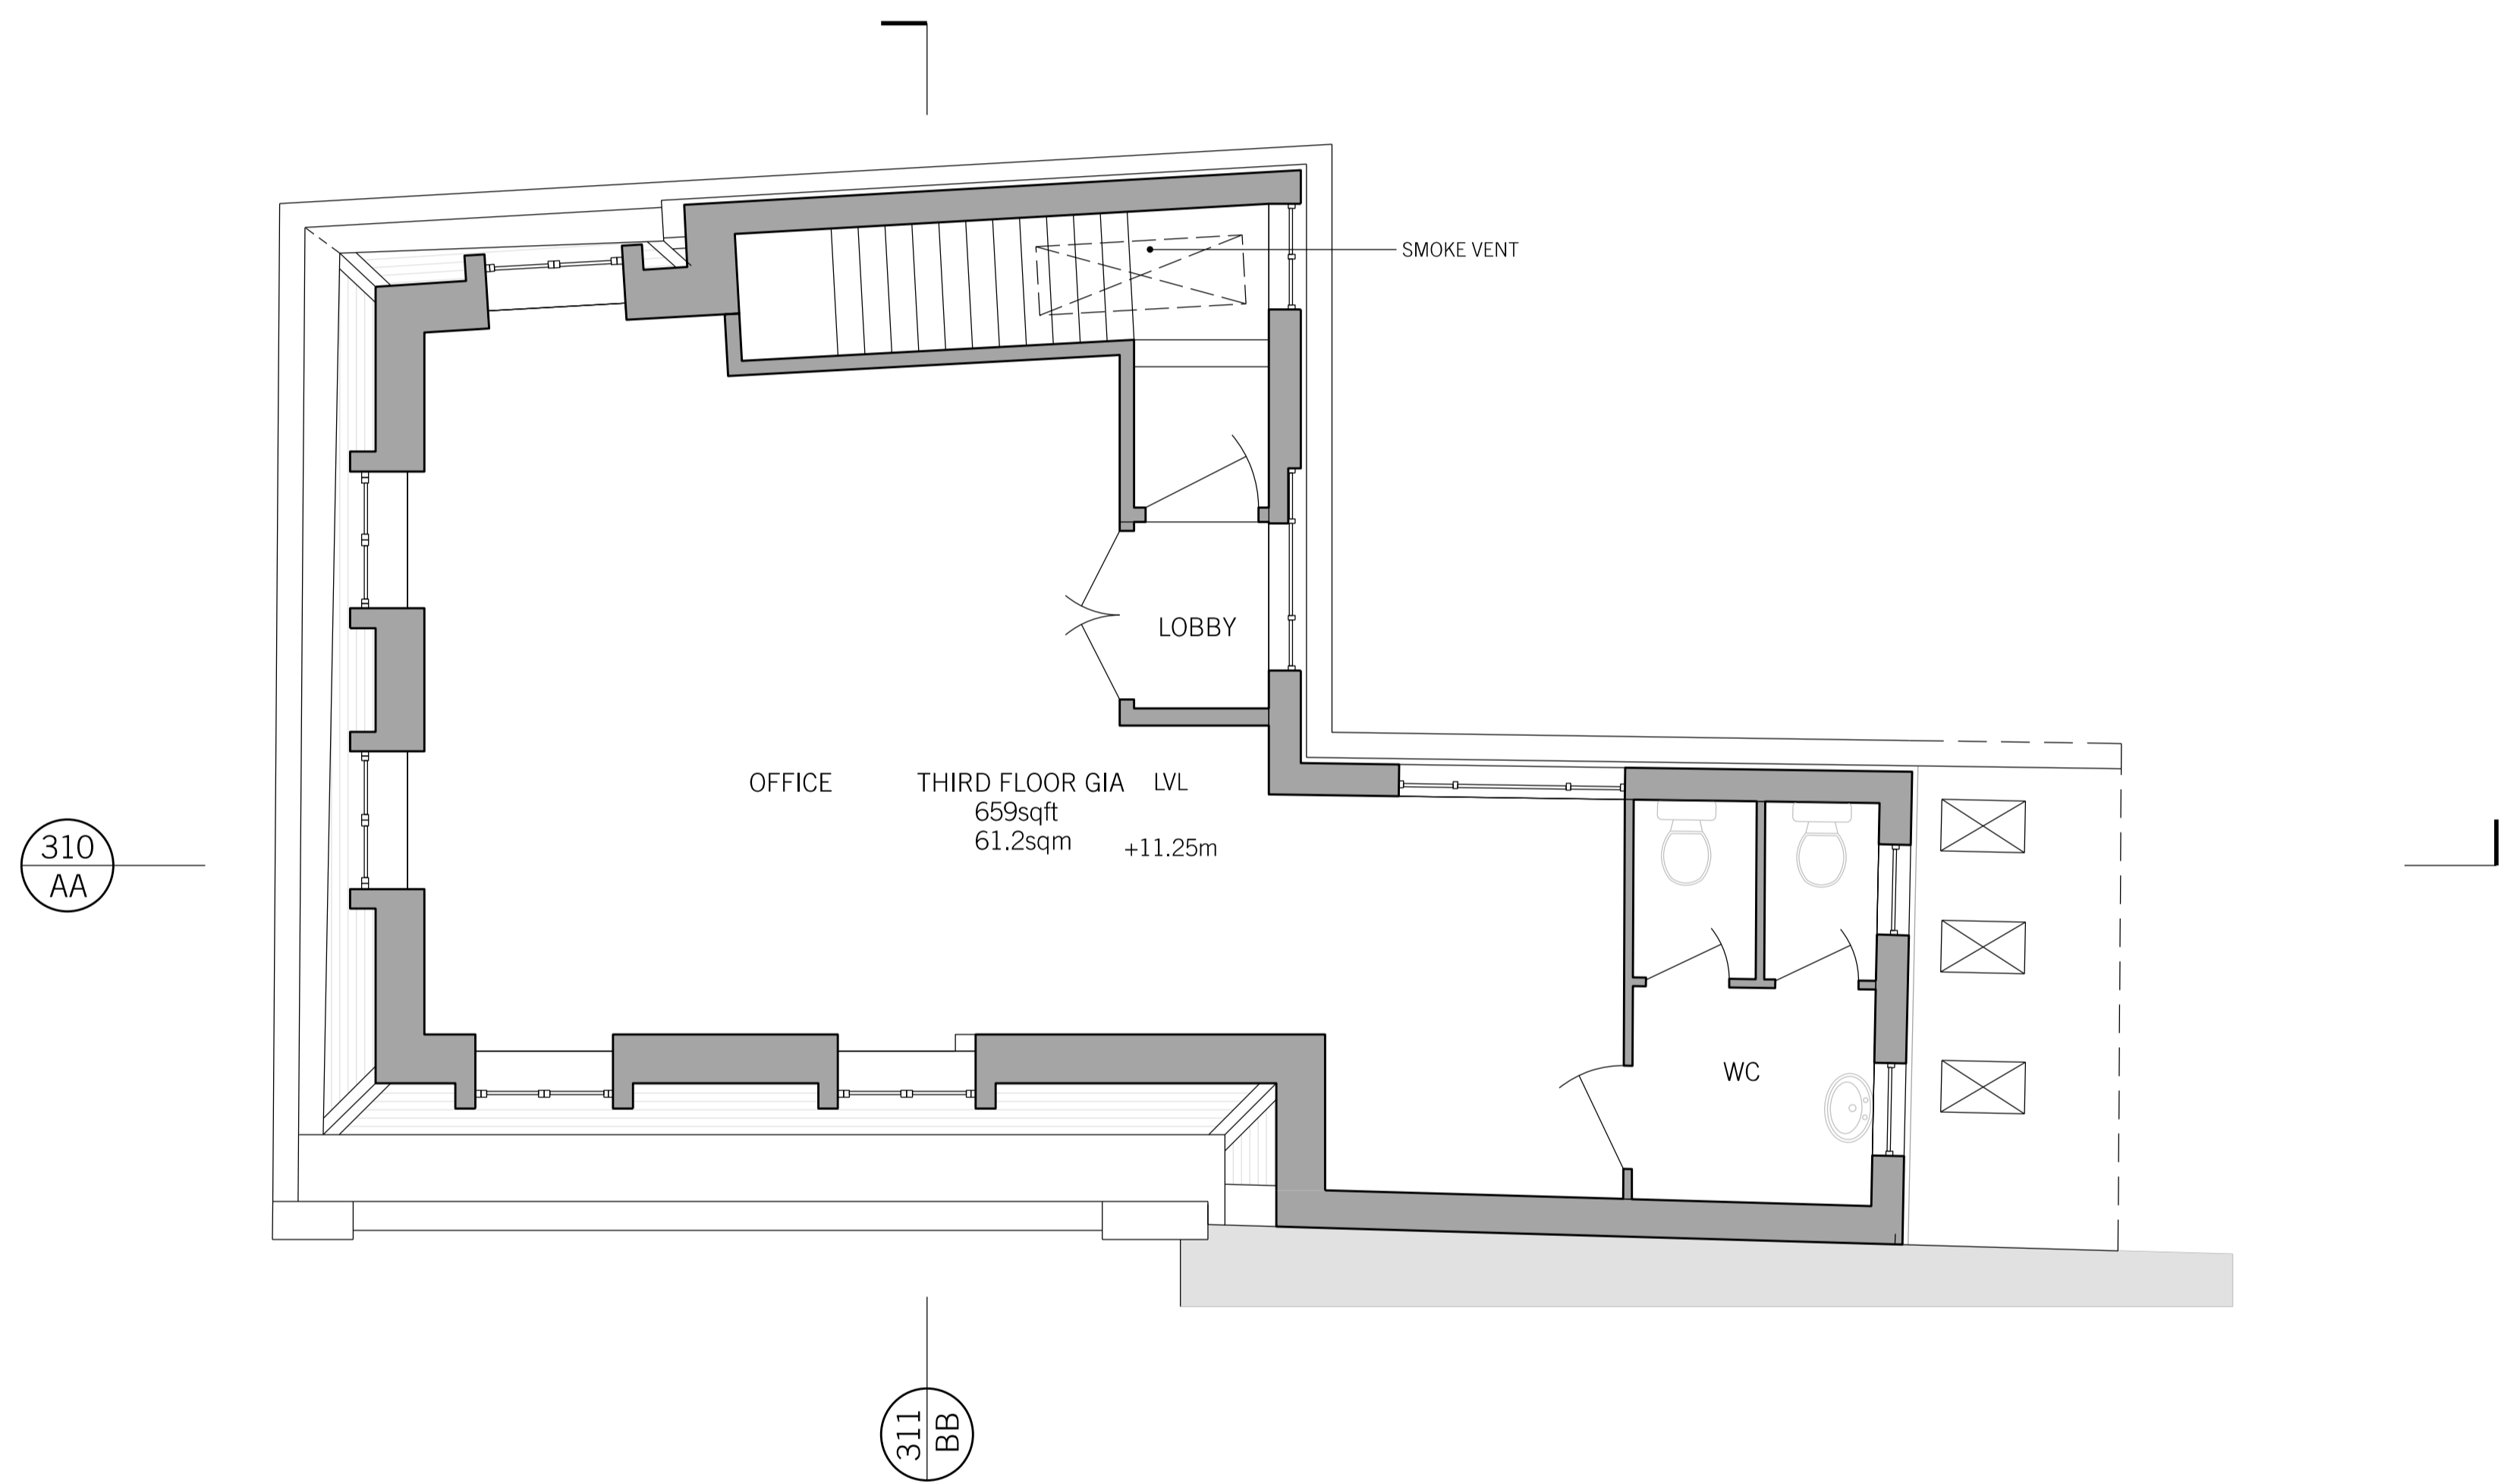 SMOKE VENT
LOBBY
OFFICE
THIRD FLOOR GIA
659sqft
61.2sqm
LVL
+11.25m
310
AA
WC
311
BB